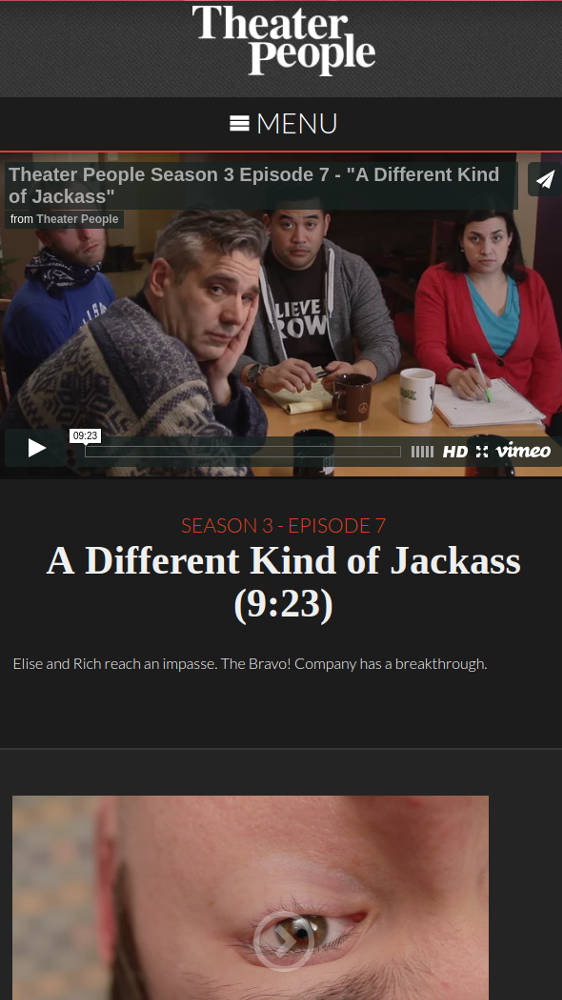 Theater
People
MENU
Theater People Season 3 Episode 7 - "A Different Kind
of Jackass"
from Theater People
09:23
HD
vimeo
SEASON 3 - EPISODE 7
A Different Kind of Jackass
(9:23)
Elise and Rich reach an impasse. The Bravo! Company has a breakthrough.